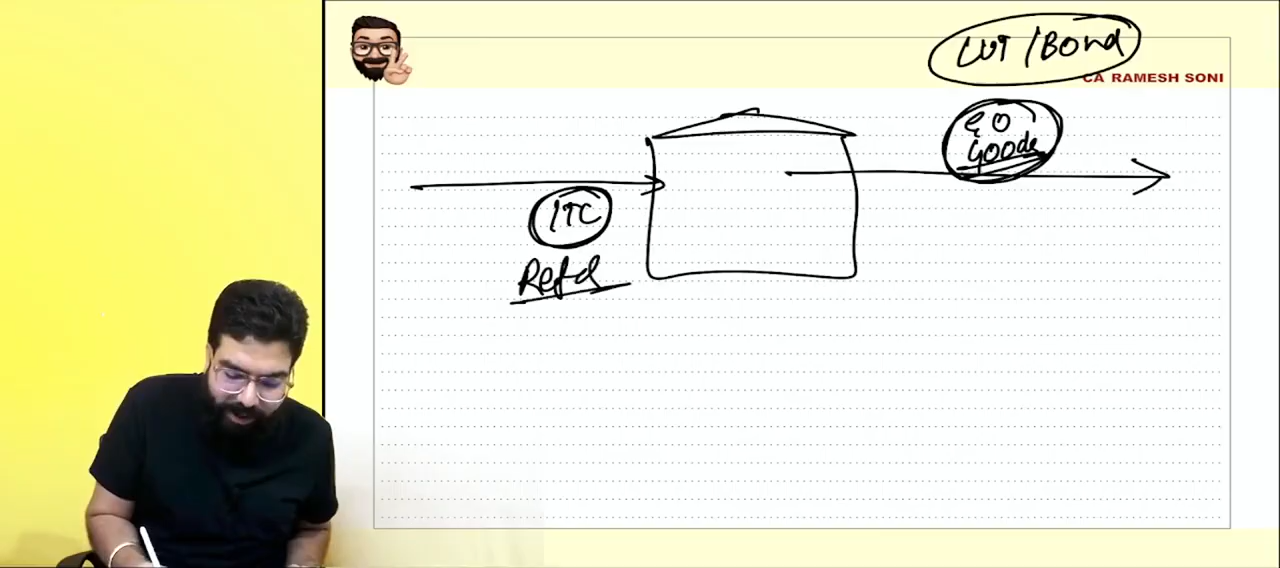 LUT / Bond
CA RAMESH SONI
EO
Goods
ITC
Refd